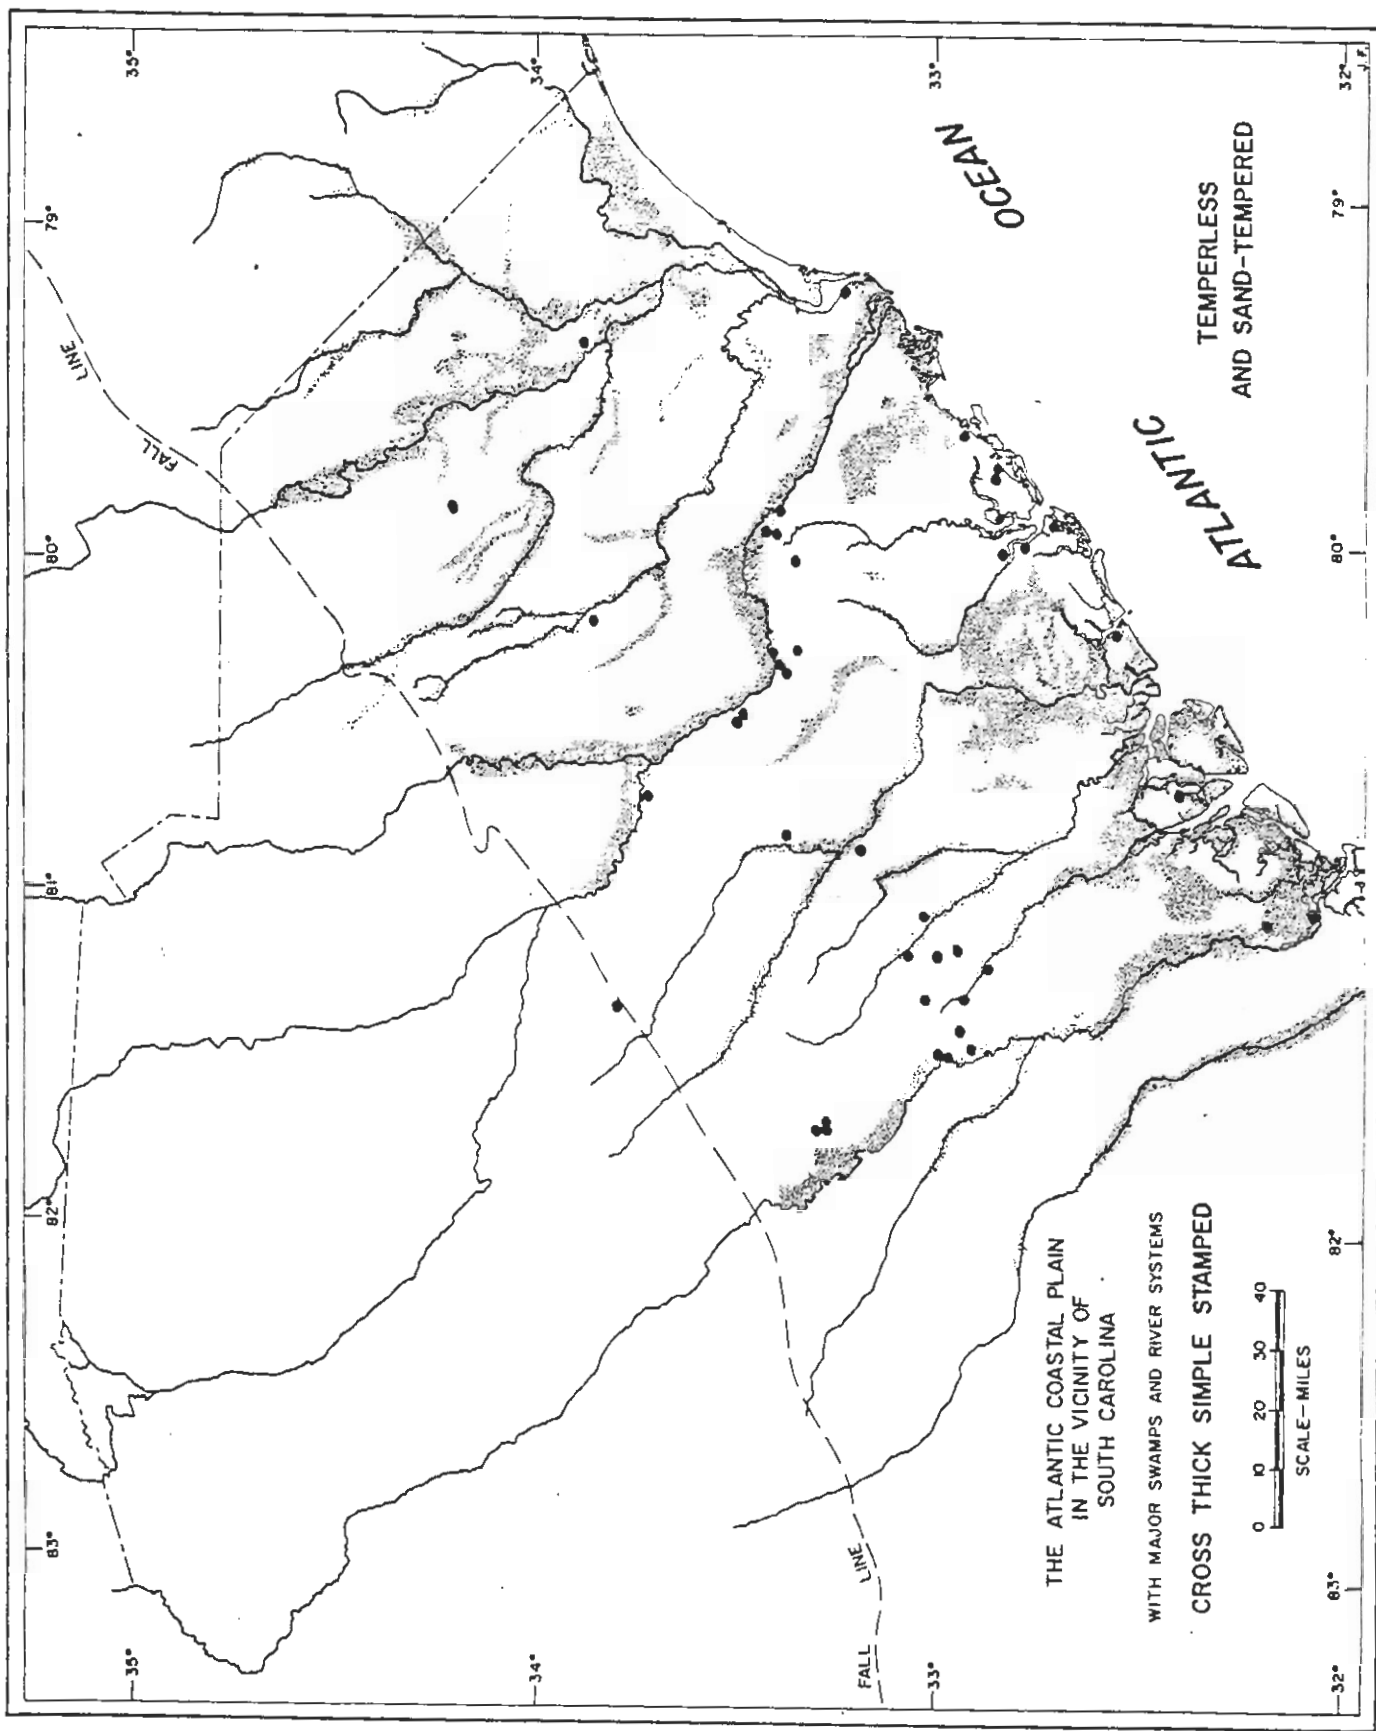 THE ATLANTIC COASTAL PLAIN
IN THE VICINITY OF
SOUTH CAROLINA
WITH MAJOR SWAMPS AND RIVER SYSTEMS
CROSS THICK SIMPLE STAMPED
0 10 20 30 40
SCALE-MILES
TEMPERLESS
AND SAND-TEMPERED
ATLANTIC
OCEAN
FALL
LINE
FALL
LINE
83°
82°
81°
80°
79°
35°
34°
33°
32°
35°
34°
33°
32°
83°
82°
81°
80°
79°
J.F.